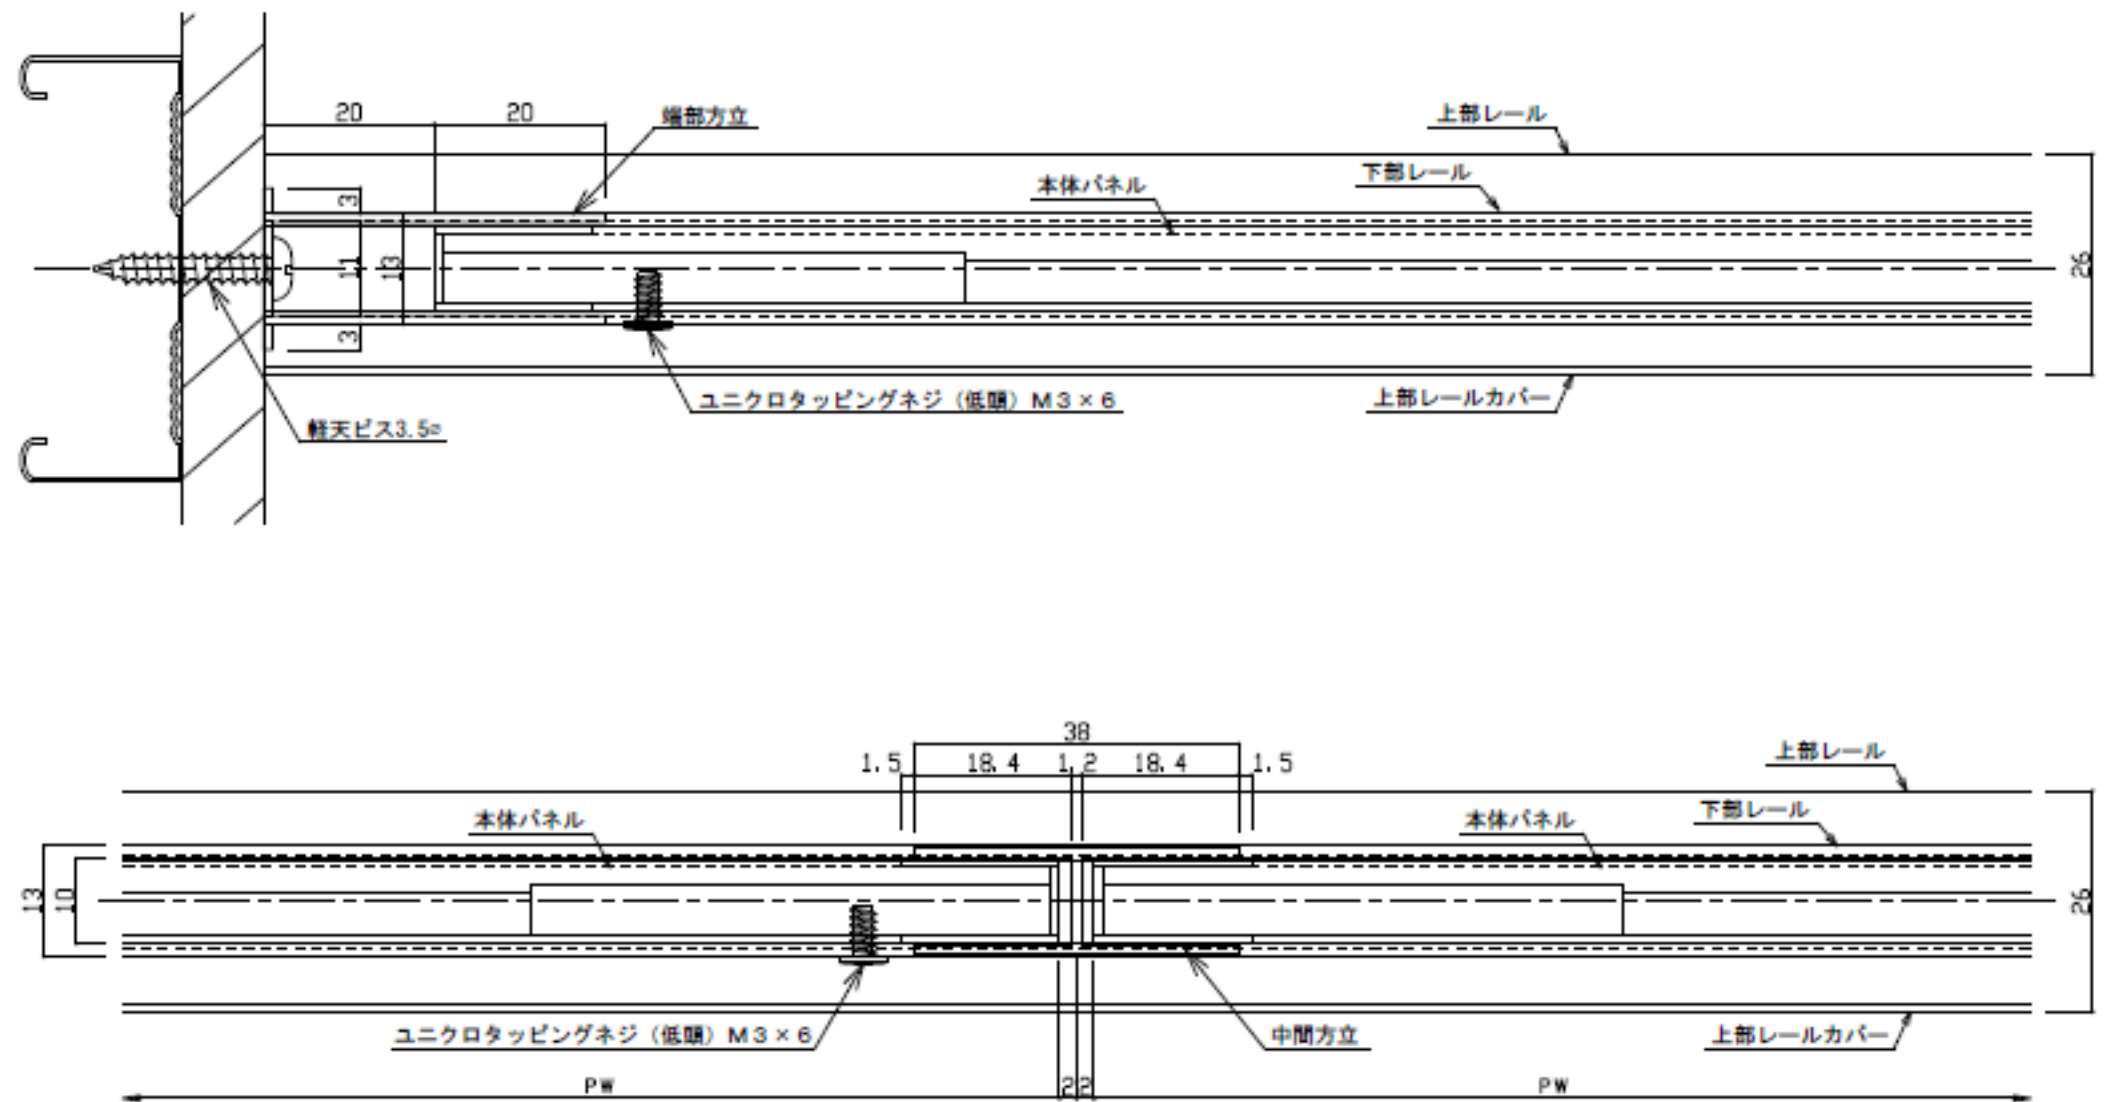 20
20
端部方立
上部レール
下部レール
本体パネル
3
11
13
3
26
ユニクロタッピングネジ（低頭）M3×6
上部レールカバー
軽天ビス3.5⌀
38
1.5
18.4
1.2
18.4
1.5
上部レール
本体パネル
本体パネル
下部レール
13
10
26
ユニクロタッピングネジ（低頭）M3×6
中間方立
上部レールカバー
PW
2
2
PW